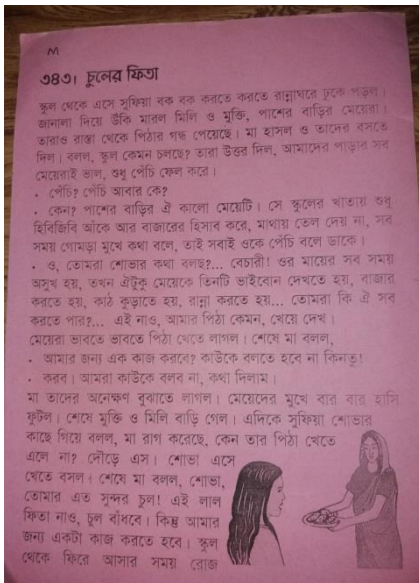 M
৩৪৩। চুলের ফিতা
স্কুল থেকে এসে সুফিয়া বক বক করতে করতে রান্নাঘরে ঢুকে পড়ল।
জানালা দিয়ে উঁকি মারল মিলি ও মুক্তি, পাশের বাড়ির মেয়েরা।
তারাও রাস্তা থেকে পিঠার গন্ধ পেয়েছে। মা হাসল ও তাদের বসতে
দিল। বলল, স্কুল কেমন চলছে? তারা উত্তর দিল, আমাদের পাড়ার সব
মেয়েরাই ভাল, শুধু পেঁচি ফেল করে।
· পেঁচি? পেঁচি আবার কে?
· কেন? পাশের বাড়ির ঐ কালো মেয়েটি। সে স্কুলের খাতায় শুধু
হিবিজিবি আঁকে আর বাজারের হিসাব করে, মাথায় তেল দেয় না, সব
সময় গোমড়া মুখে কথা বলে, তাই সবাই ওকে পেঁচি বলে ডাকে।
· ও, তোমরা শোভার কথা বলছ?... বেচারী! ওর মায়ের সব সময়
অসুখ হয়, তখন ঐটুকু মেয়েকে তিনটি ভাইবোন দেখতে হয়, বাজার
করতে হয়, কাঠ কুড়াতে হয়, রান্না করতে হয়... তোমরা কি ঐ সব
করতে পার?... এই নাও, আমার পিঠা কেমন, খেয়ে দেখ।
মেয়েরা ভাবতে ভাবতে পিঠা খেতে লাগল। শেষে মা বলল,
· আমার জন্য এক কাজ করবে? কাউকে বলতে হবে না কিনতু!
· করব। আমরা কাউকে বলব না, কথা দিলাম।
মা তাদের অনেক্ষণ বুঝাতে লাগল। মেয়েদের মুখে বার বার হাসি
ফুটল। শেষে মুক্তি ও মিলি বাড়ি গেল। এদিকে সুফিয়া শোভার
কাছে গিয়ে বলল, মা রাগ করেছে, কেন তার পিঠা খেতে
এলে না? দৌড়ে এস। শোভা এসে
খেতে বসল। শেষে মা বলল, শোভা,
তোমার এত সুন্দর চুল! এই লাল
ফিতা নাও, চুল বাঁধবে। কিন্তু আমার
জন্য একটা কাজ করতে হবে। স্কুল
থেকে ফিরে আসার সময় রোজ